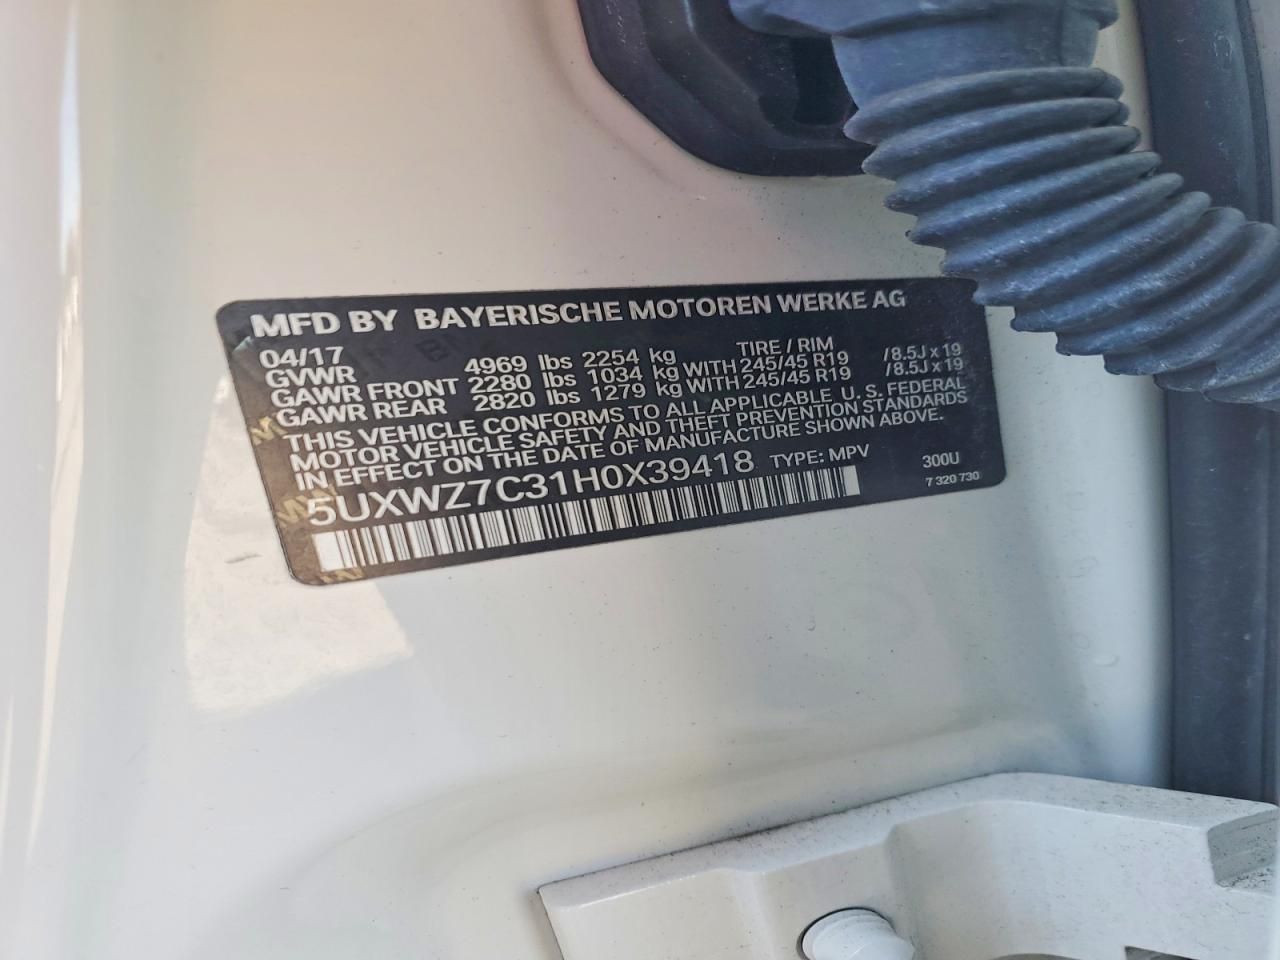 MFD BY BAYERISCHE MOTOREN WERKE AG
04/17 TIRE / RIM
GVWR 4969 lbs 2254 kg
GAWR FRONT 2280 lbs 1034 kg WITH 245/45 R19 /8.5J x 19
GAWR REAR 2820 lbs 1279 kg WITH 245/45 R19 /8.5J x 19
THIS VEHICLE CONFORMS TO ALL APPLICABLE U.S. FEDERAL
MOTOR VEHICLE SAFETY AND THEFT PREVENTION STANDARDS
IN EFFECT ON THE DATE OF MANUFACTURE SHOWN ABOVE.
5UXWZ7C31H0X39418 TYPE: MPV 300U
7 320 730